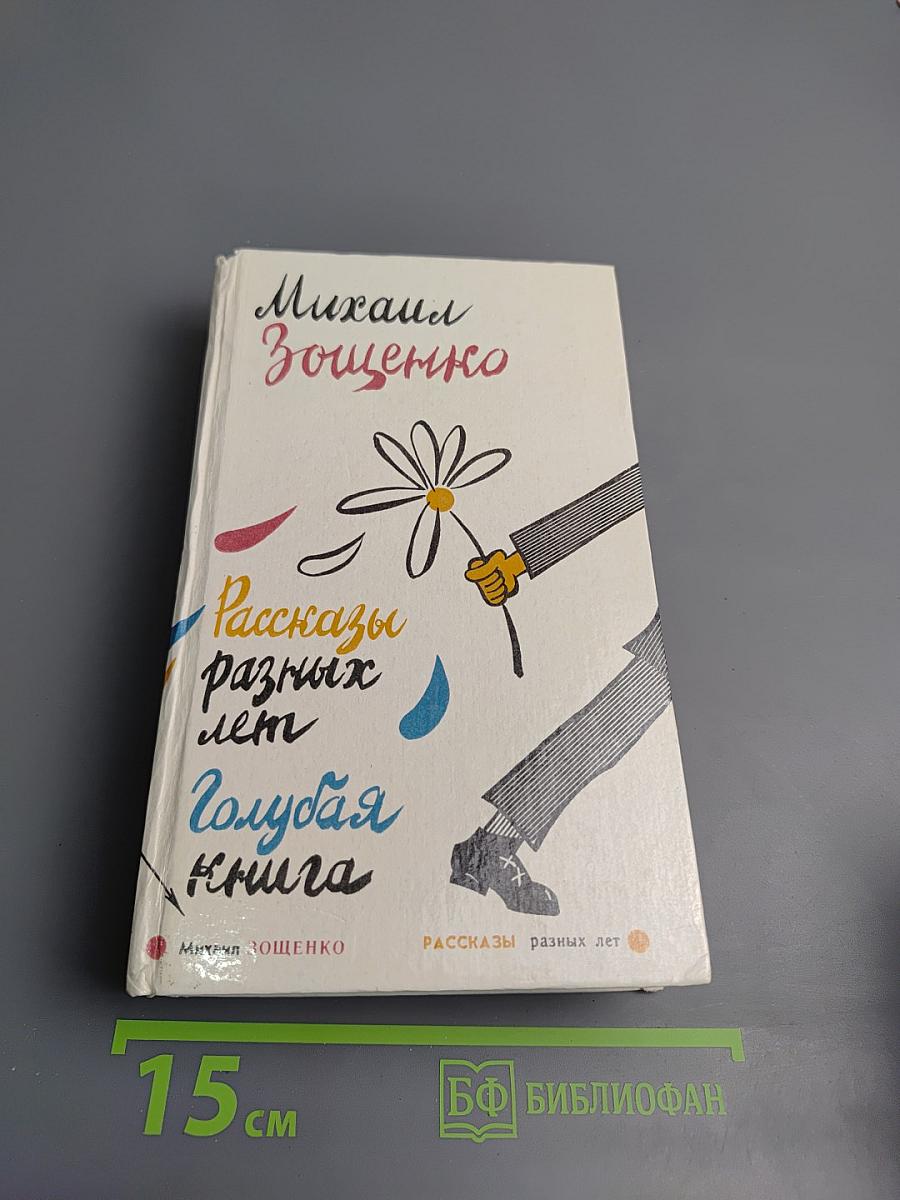 Михаил
Зощенко
Рассказы
разных
лет
Голубая
книга
Михаил ЗОЩЕНКО
РАССКАЗЫ разных лет
15 см
БФ БИБЛИОФАН